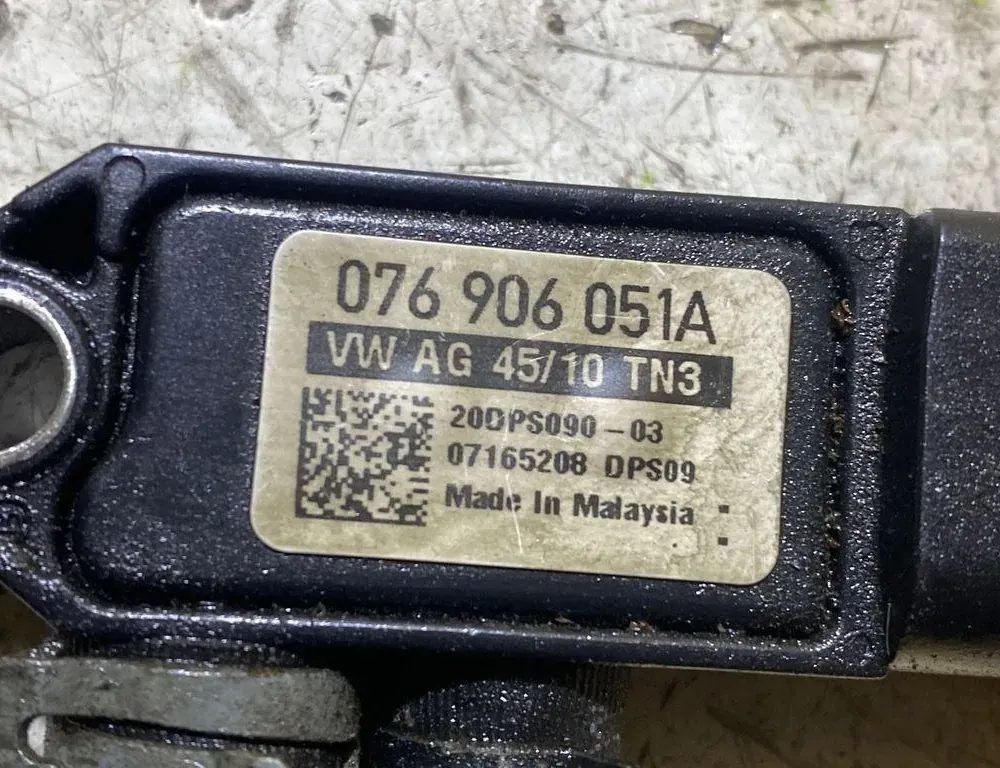 076 906 051A
VW AG 45/10 TN3
20DPS090-03
07165208 DPS09
Made In Malaysia